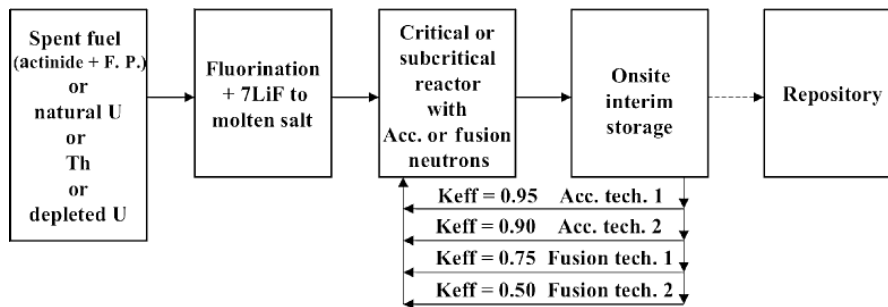 Spent fuel
(actinide + F. P.)
or
natural U
or
Th
or
depleted U
Fluorination
+ 7LiF to
molten salt
Critical or
subcritical
reactor
with
Acc. or fusion
neutrons
Onsite
interim
storage
Repository
Keff = 0.95 Acc. tech. 1
Keff = 0.90 Acc. tech. 2
Keff = 0.75 Fusion tech. 1
Keff = 0.50 Fusion tech. 2